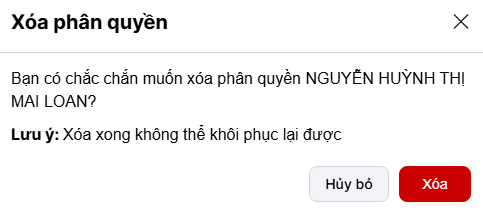 Xóa phân quyền
Bạn có chắc chắn muốn xóa phân quyền NGUYỄN HUỲNH THỊ
MAI LOAN?
Lưu ý: Xóa xong không thể khôi phục lại được
Hủy bỏ
Xóa